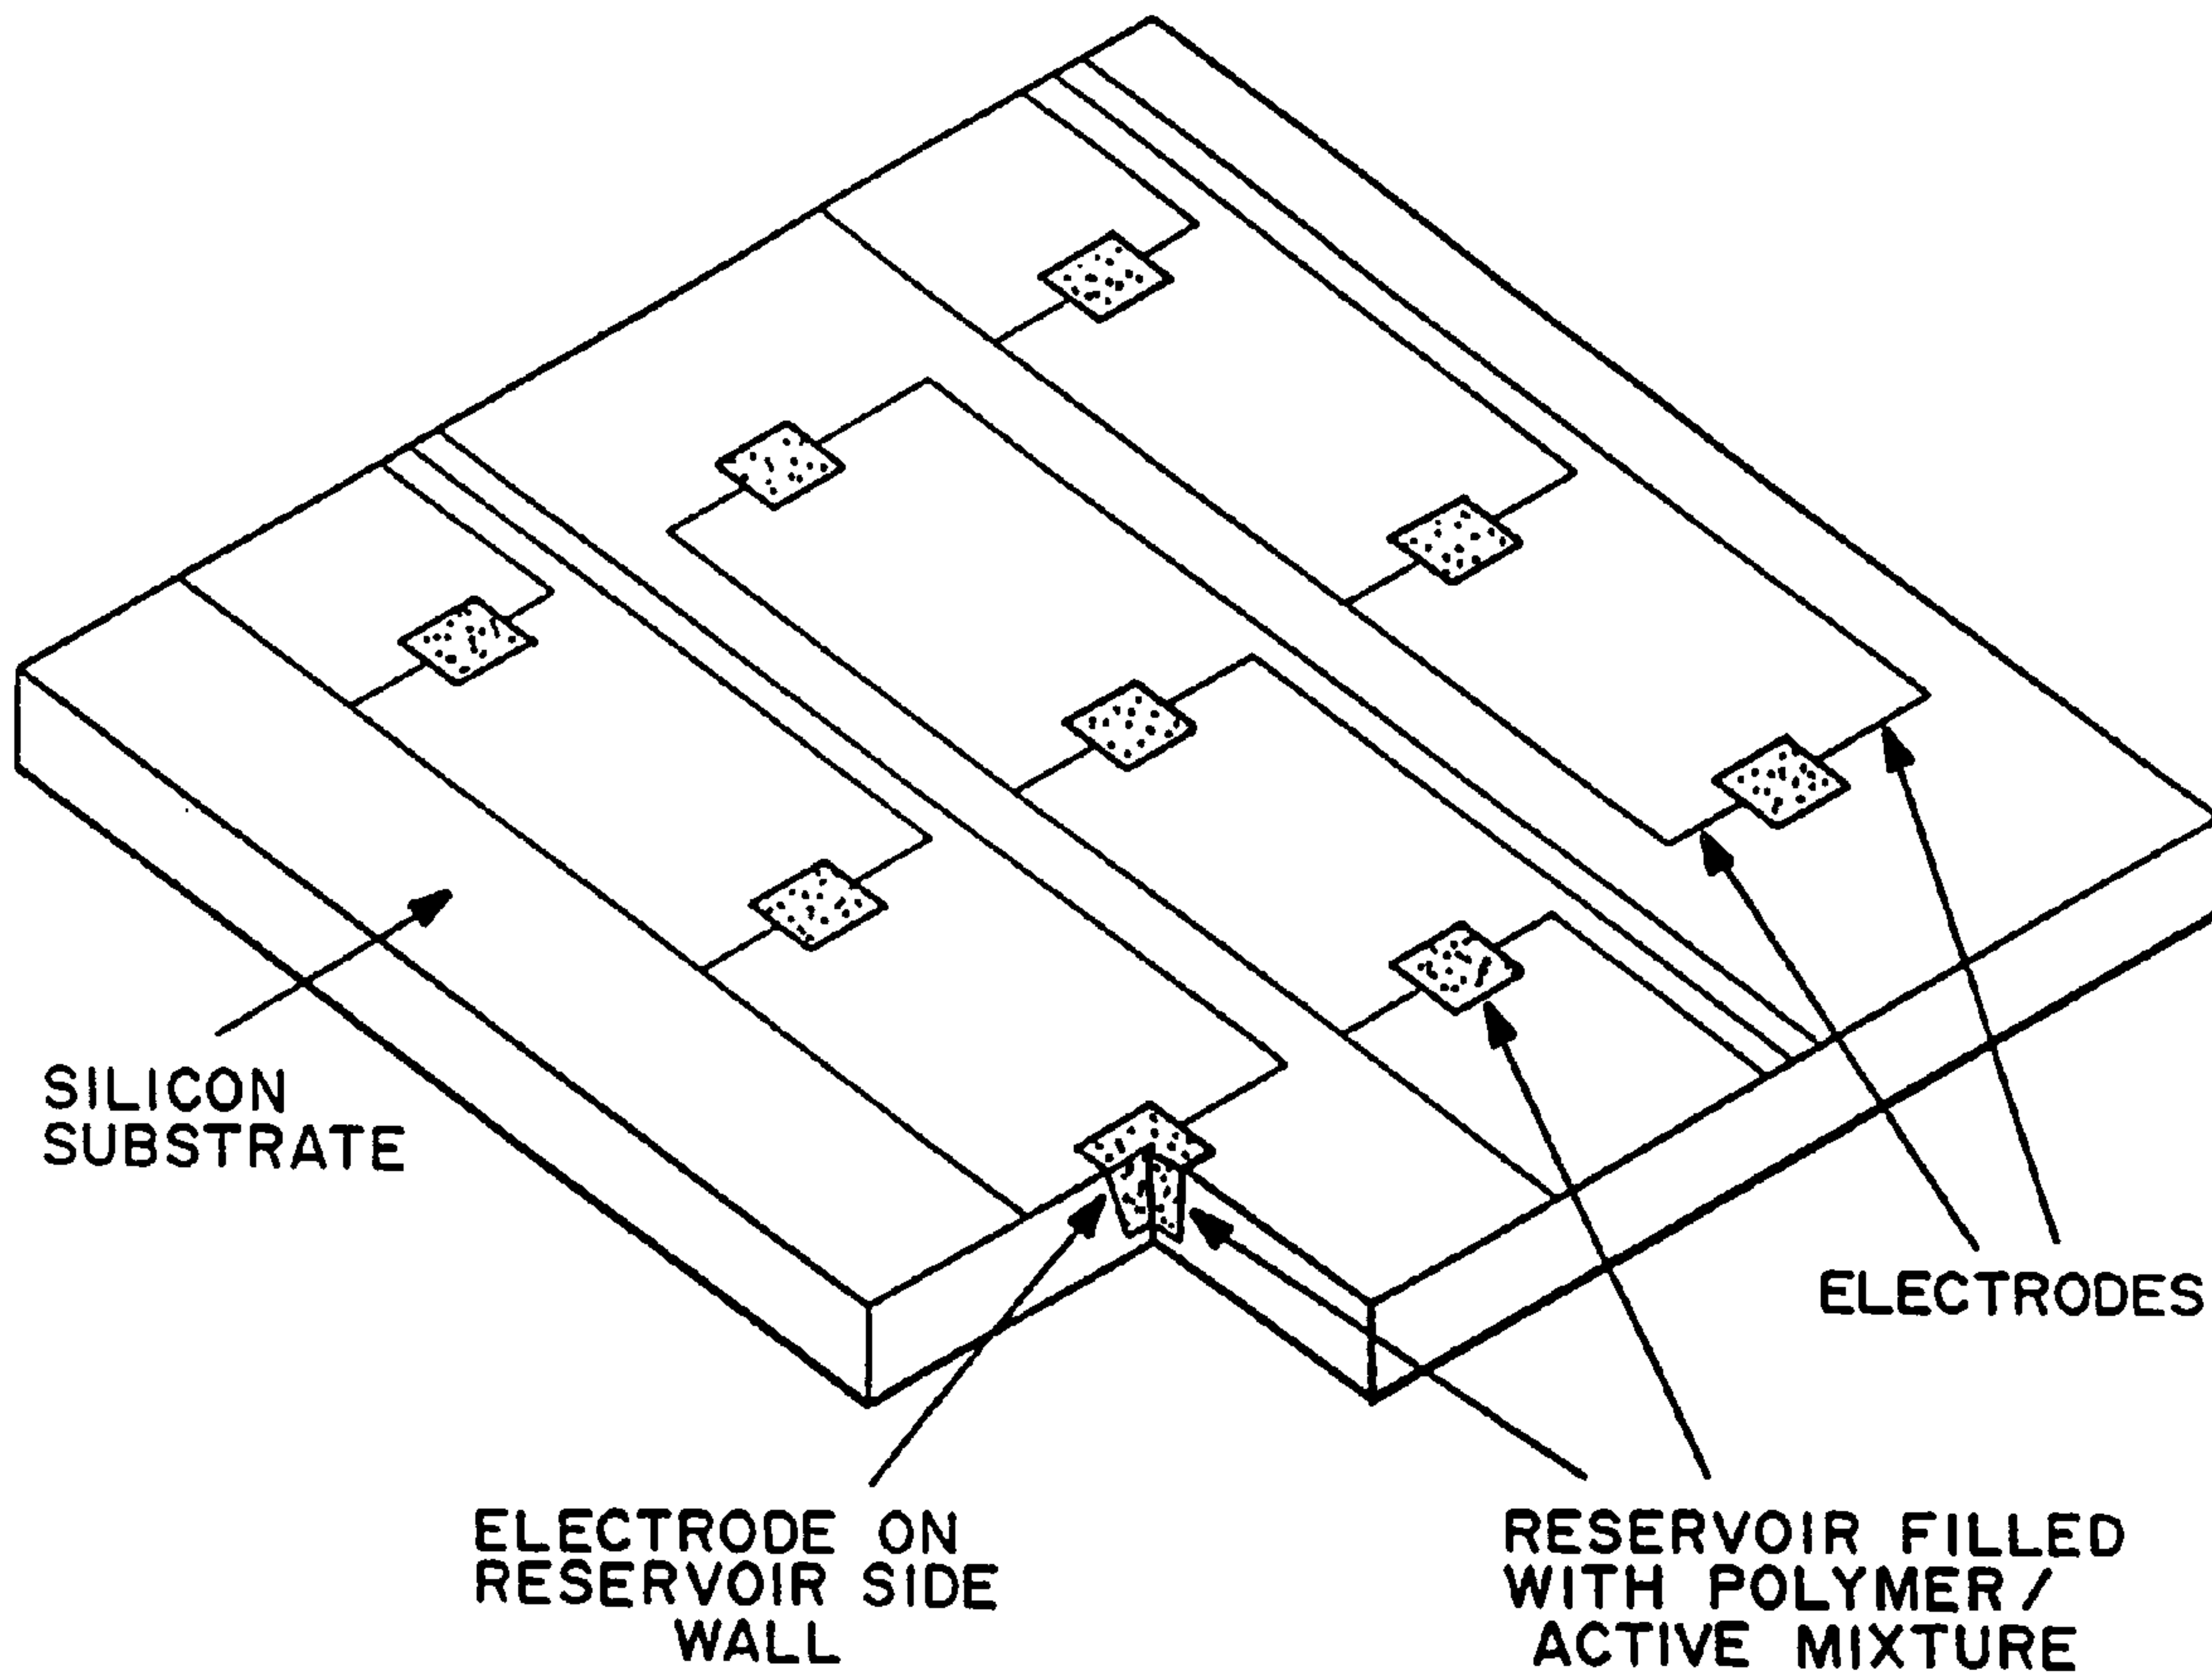 SILICON
SUBSTRATE
ELECTRODES
ELECTRODE ON
RESERVOIR SIDE
WALL
RESERVOIR FILLED
WITH POLYMER/
ACTIVE MIXTURE